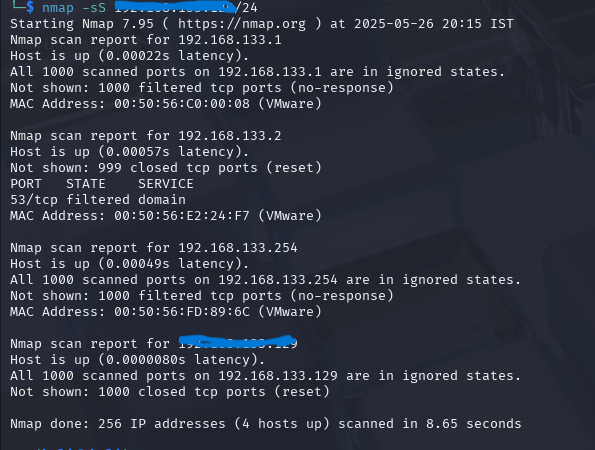 └─$ nmap -sS /24
Starting Nmap 7.95 ( https://nmap.org ) at 2025-05-26 20:15 IST
Nmap scan report for 192.168.133.1
Host is up (0.00022s latency).
All 1000 scanned ports on 192.168.133.1 are in ignored states.
Not shown: 1000 filtered tcp ports (no-response)
MAC Address: 00:50:56:C0:00:08 (VMware)
Nmap scan report for 192.168.133.2
Host is up (0.00057s latency).
Not shown: 999 closed tcp ports (reset)
PORT STATE SERVICE
53/tcp filtered domain
MAC Address: 00:50:56:E2:24:F7 (VMware)
Nmap scan report for 192.168.133.254
Host is up (0.00049s latency).
All 1000 scanned ports on 192.168.133.254 are in ignored states.
Not shown: 1000 filtered tcp ports (no-response)
MAC Address: 00:50:56:FD:89:6C (VMware)
Nmap scan report for
Host is up (0.0000080s latency).
All 1000 scanned ports on 192.168.133.129 are in ignored states.
Not shown: 1000 closed tcp ports (reset)
Nmap done: 256 IP addresses (4 hosts up) scanned in 8.65 seconds